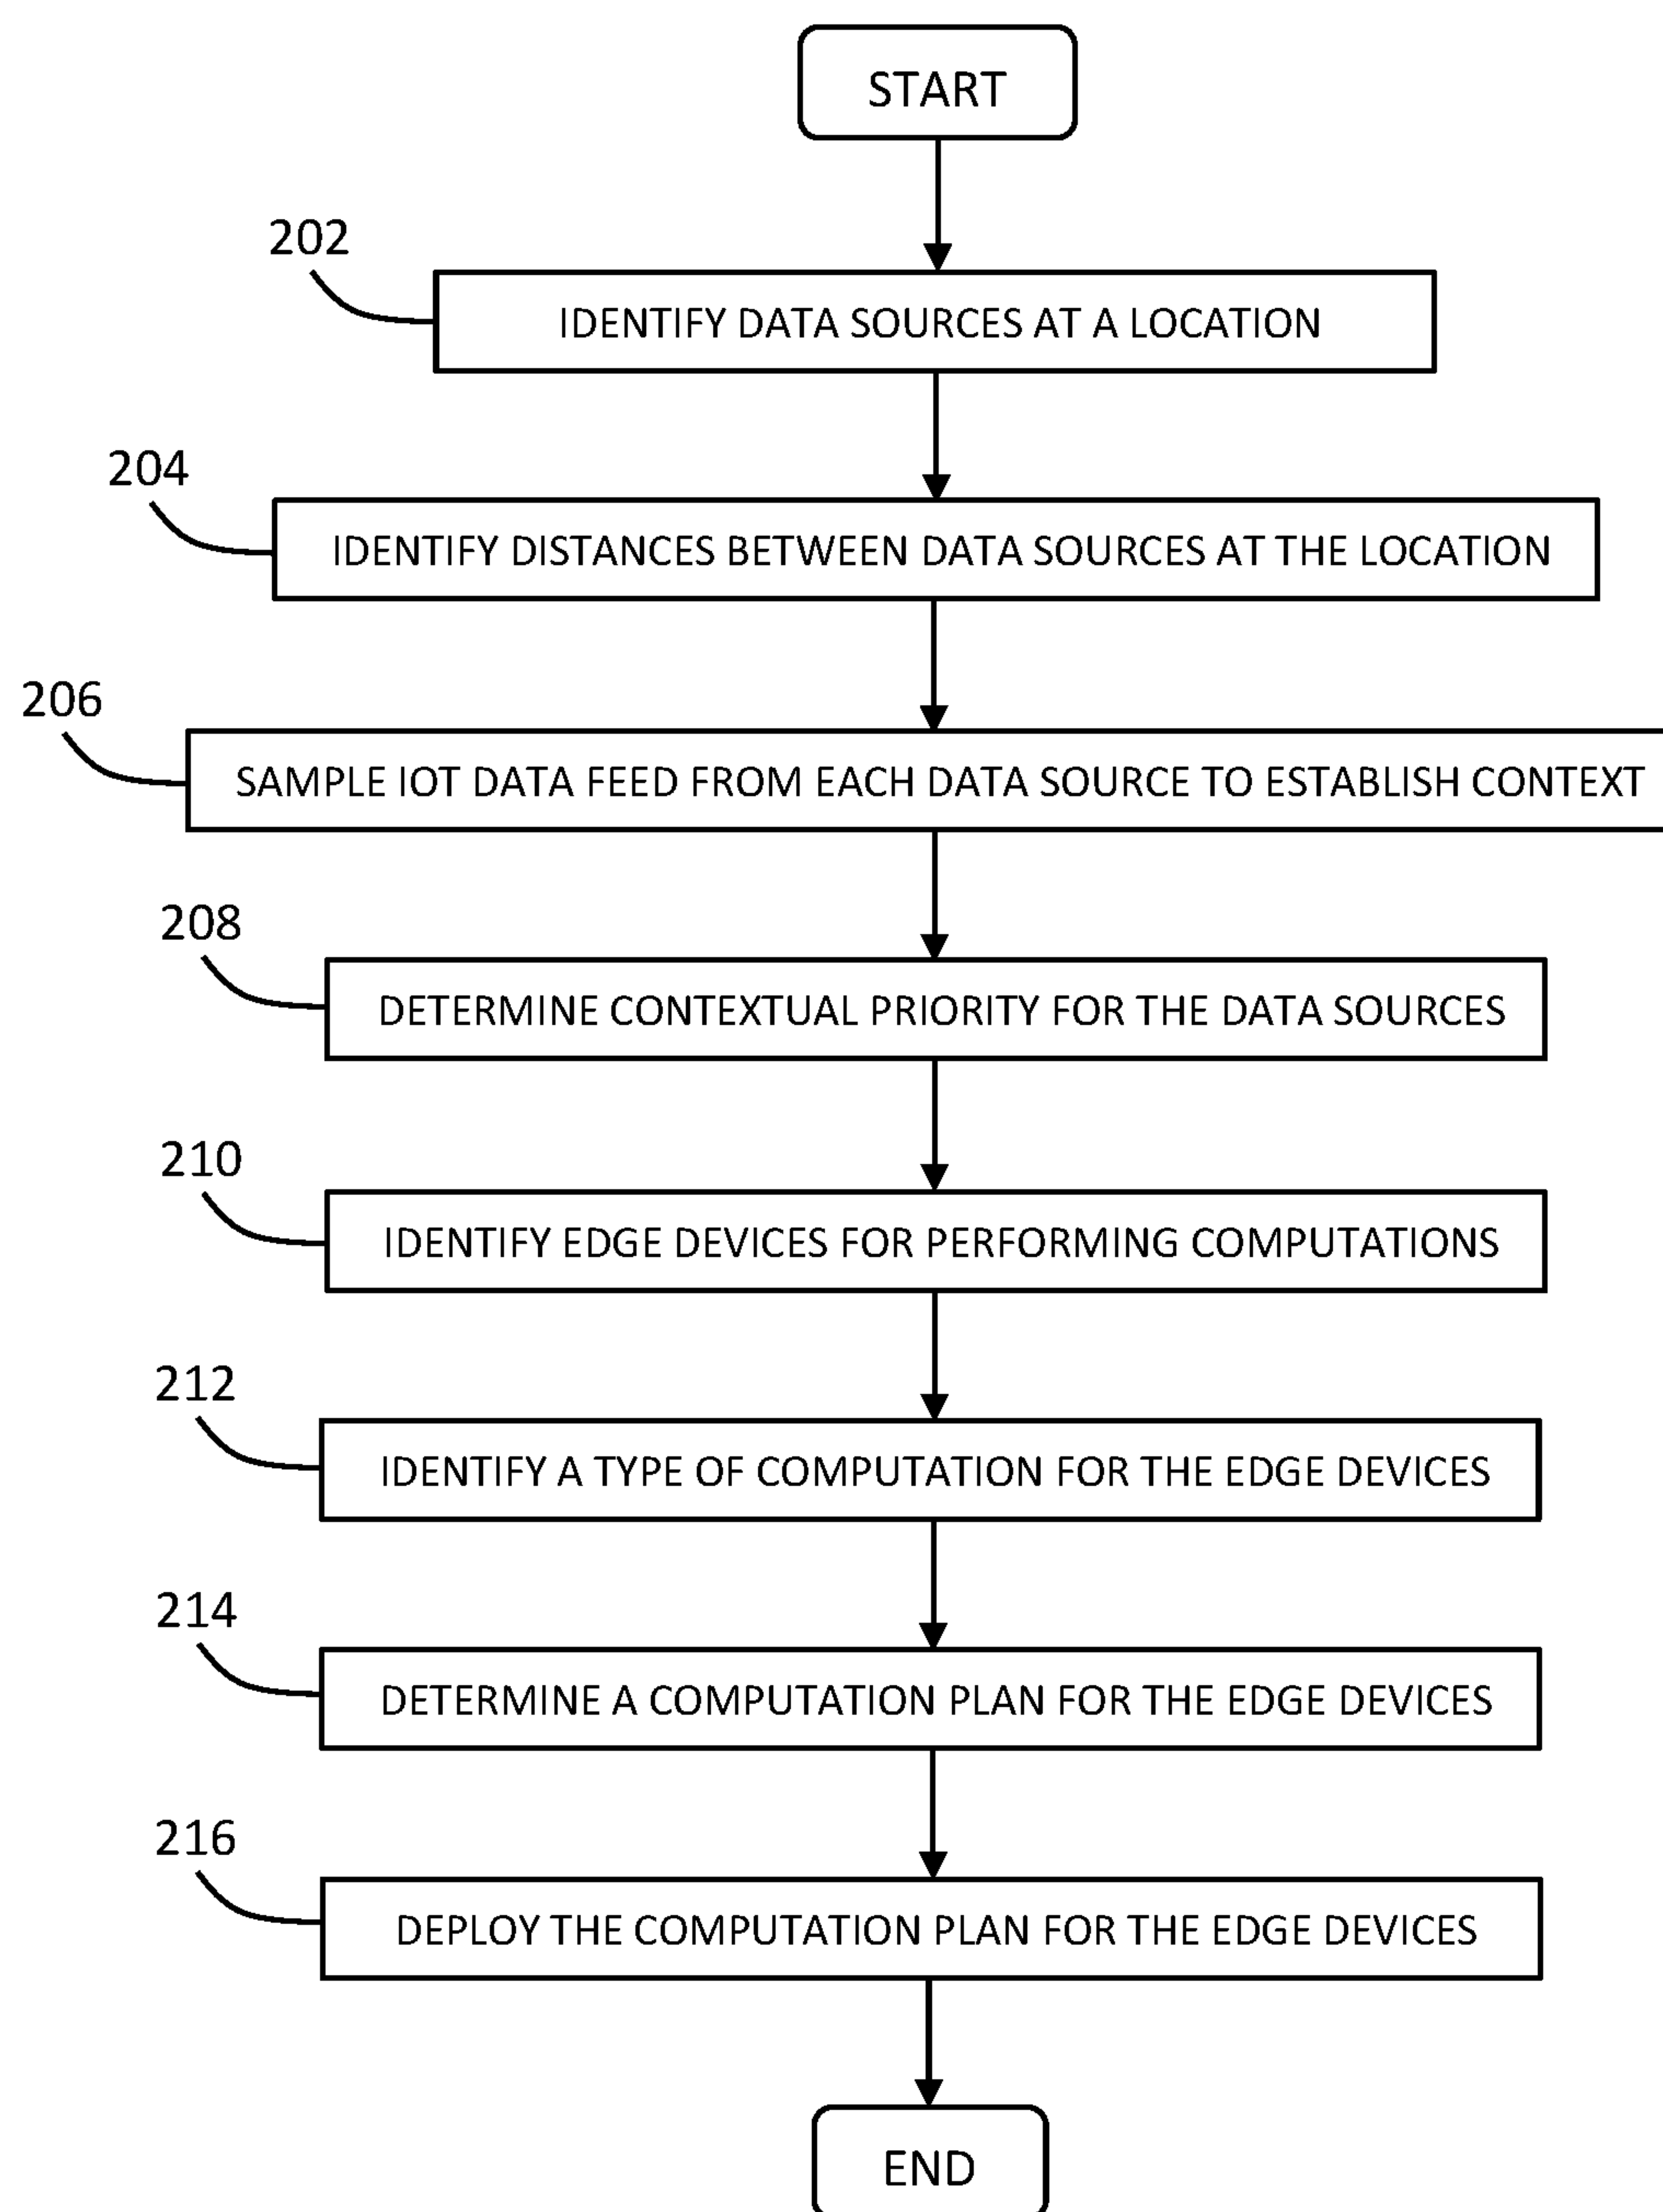 START
202
IDENTIFY DATA SOURCES AT A LOCATION
204
IDENTIFY DISTANCES BETWEEN DATA SOURCES AT THE LOCATION
206
SAMPLE IOT DATA FEED FROM EACH DATA SOURCE TO ESTABLISH CONTEXT
208
DETERMINE CONTEXTUAL PRIORITY FOR THE DATA SOURCES
210
IDENTIFY EDGE DEVICES FOR PERFORMING COMPUTATIONS
212
IDENTIFY A TYPE OF COMPUTATION FOR THE EDGE DEVICES
214
DETERMINE A COMPUTATION PLAN FOR THE EDGE DEVICES
216
DEPLOY THE COMPUTATION PLAN FOR THE EDGE DEVICES
END